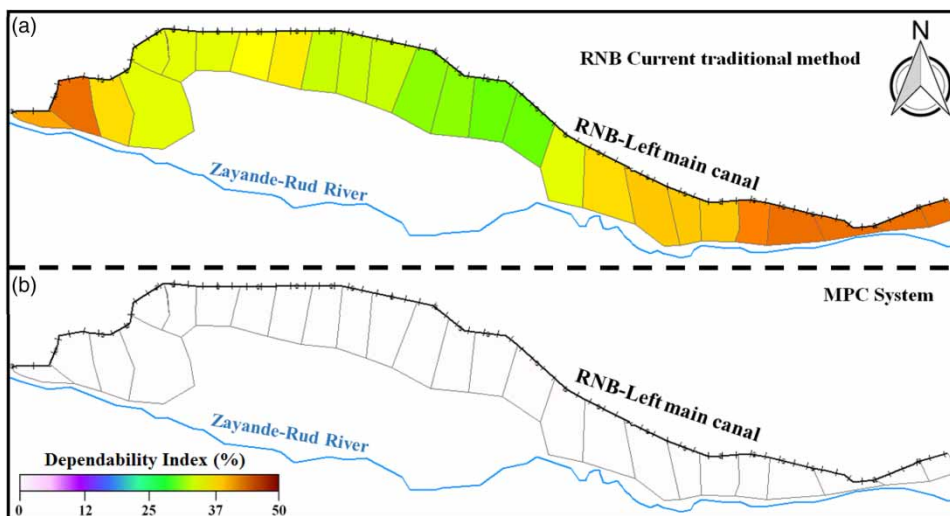 (a)
N
RNB Current traditional method
RNB-Left main canal
Zayande-Rud River
(b)
MPC System
RNB-Left main canal
Zayande-Rud River
Dependability Index (%)
0 12 25 37 50